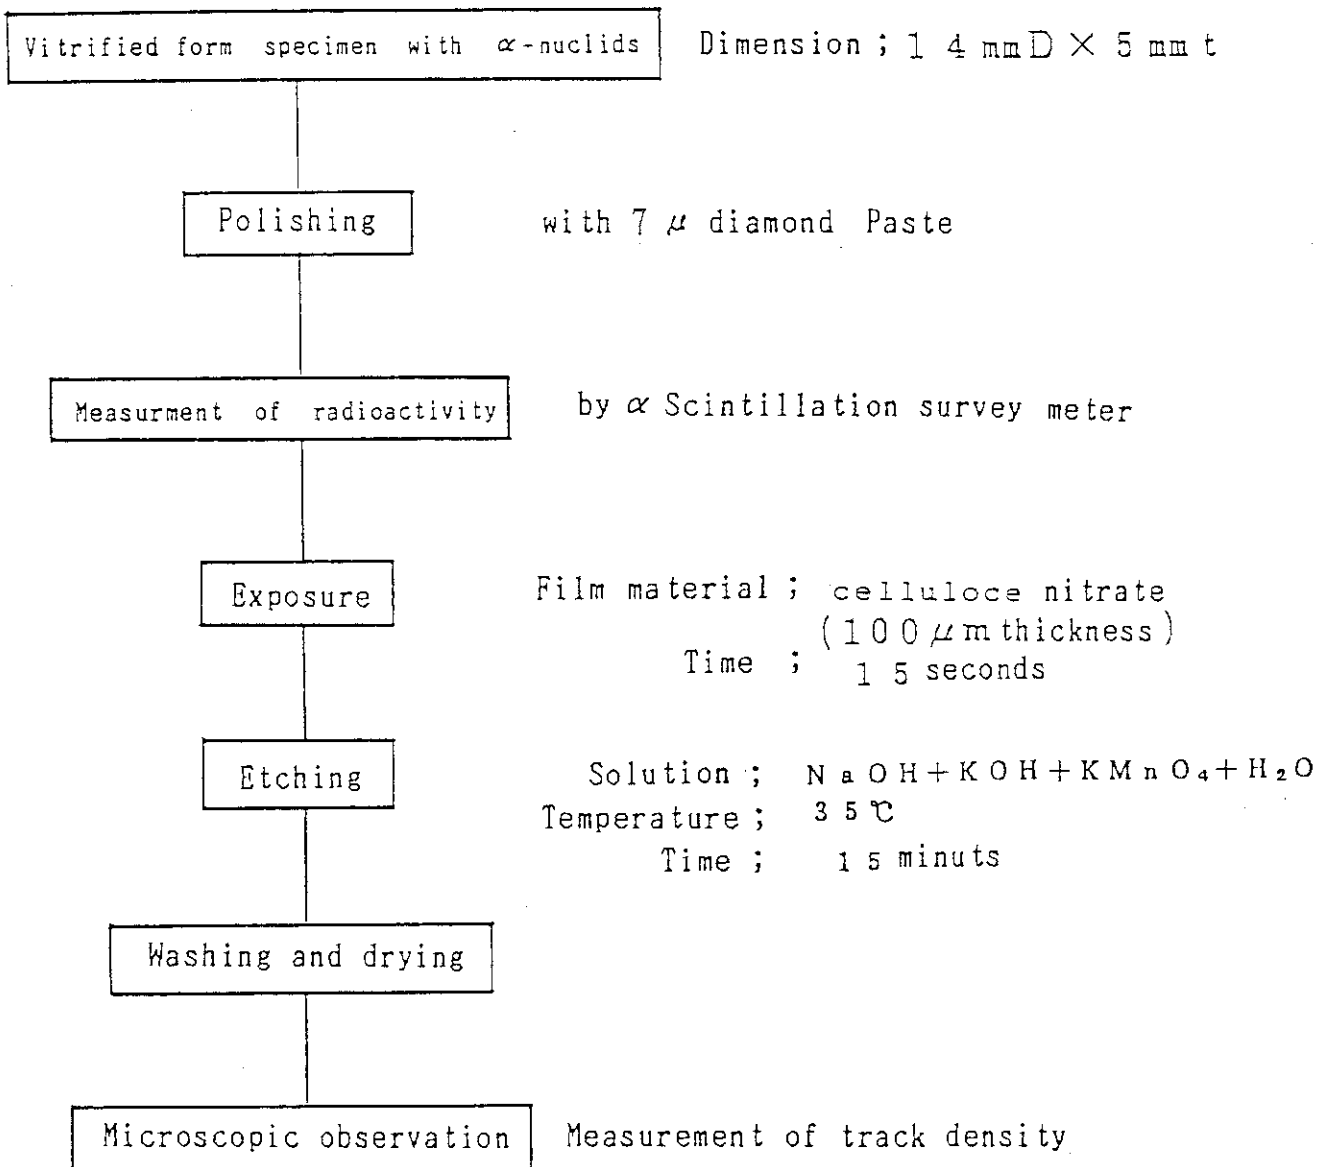 Vitrified form specimen with α-nuclids Dimension ; 14 mmD × 5 mm t
Polishing with 7 μ diamond Paste
Measurment of radioactivity by α Scintillation survey meter
Exposure Film material ; celluloce nitrate
(100 μm thickness)
Time ; 15 seconds
Etching Solution ; NaOH+KOH+KMnO₄+H₂O
Temperature ; 35℃
Time ; 15 minuts
Washing and drying
Microscopic observation Measurement of track density